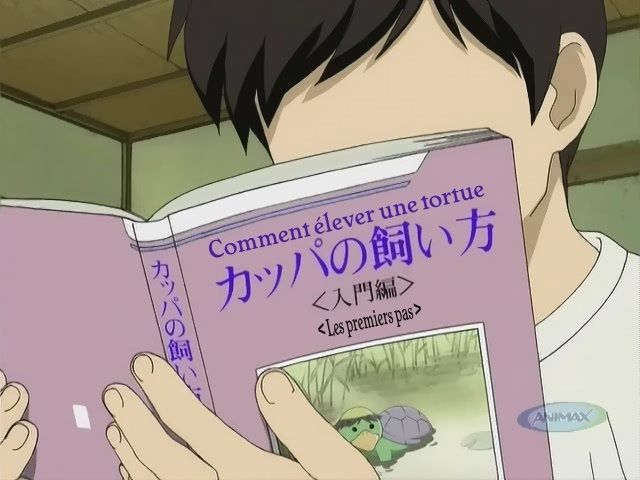 Comment élever une tortue
カッパの飼い方
<入門編>
<Les premiers pas>
カッパの飼い方
ANIMAX